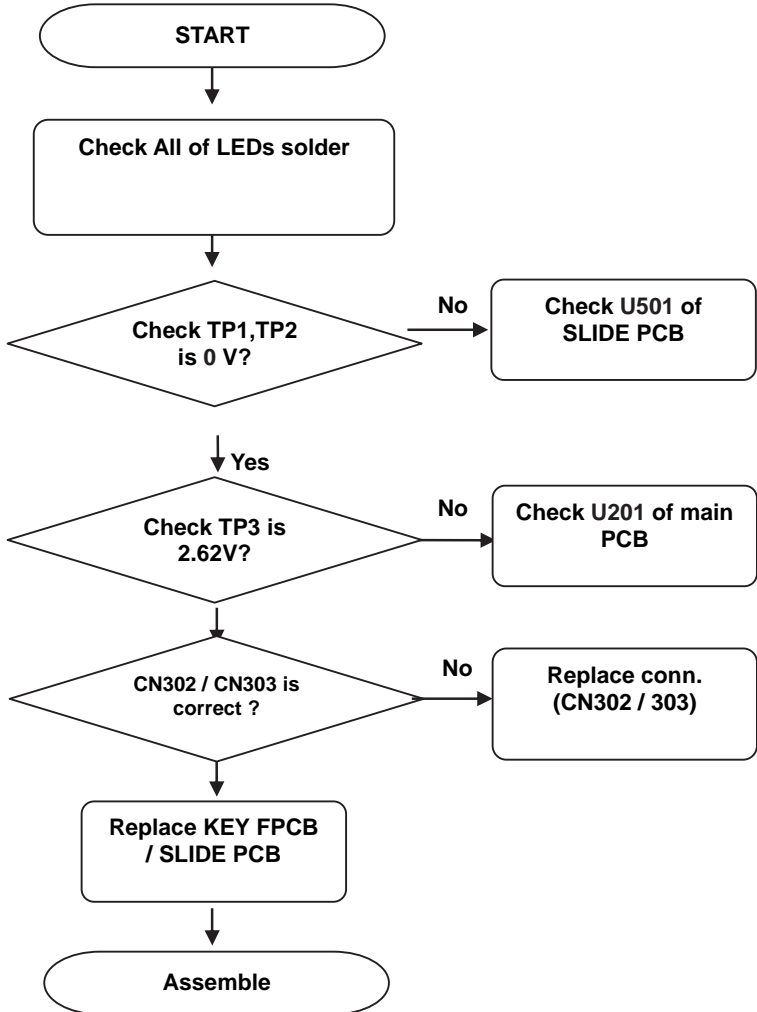 START
Check All of LEDs solder
Check TP1,TP2
is 0 V?
No
Check U501 of
SLIDE PCB
Yes
Check TP3 is
2.62V?
No
Check U201 of main
PCB
CN302 / CN303 is
correct ?
No
Replace conn.
(CN302 / 303)
Replace KEY FPCB
/ SLIDE PCB
Assemble